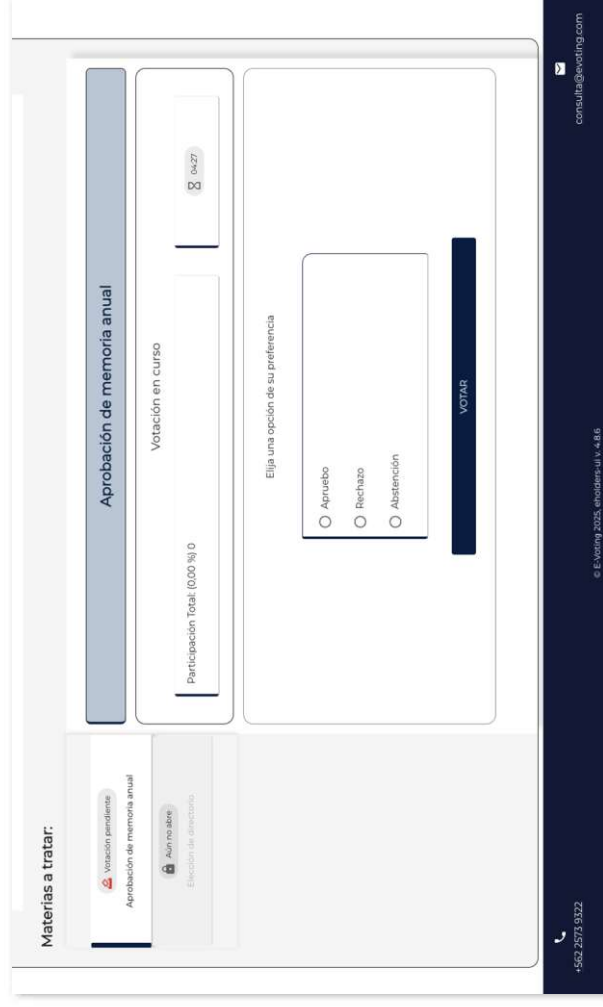 Materias a tratar:
Votación pendiente
Aprobación de memoria anual
Aún no abre
Elección de directorio
Aprobación de memoria anual
Votación en curso
Participación Total: (0,00 %) 0
04:27
Elija una opción de su preferencia
Apruebo
Rechazo
Abstención
VOTAR
+562 2573 9322
© E-Voting 2025, eholders-ui v. 4.8.6
consulta@evoting.com